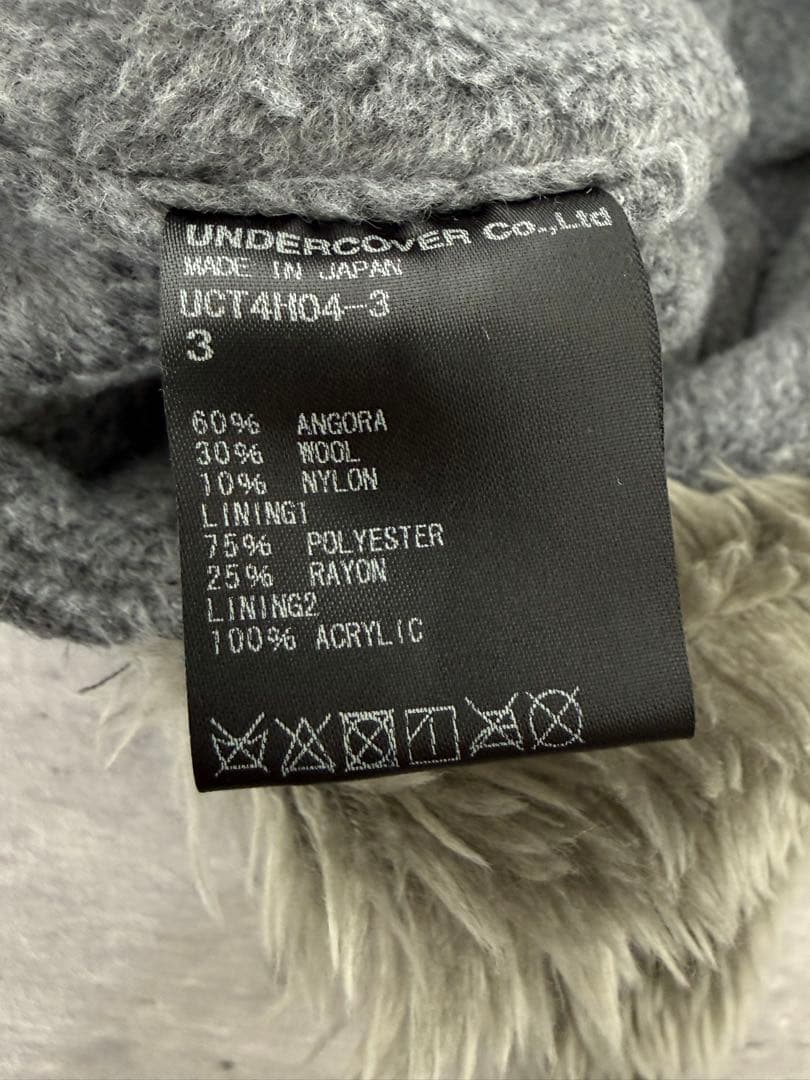 UNDERCOVER Co.,Ltd
MADE IN JAPAN
UCT4H04-3
3
60% ANGORA
30% WOOL
10% NYLON
LINING1
75% POLYESTER
25% RAYON
LINING2
100% ACRYLIC